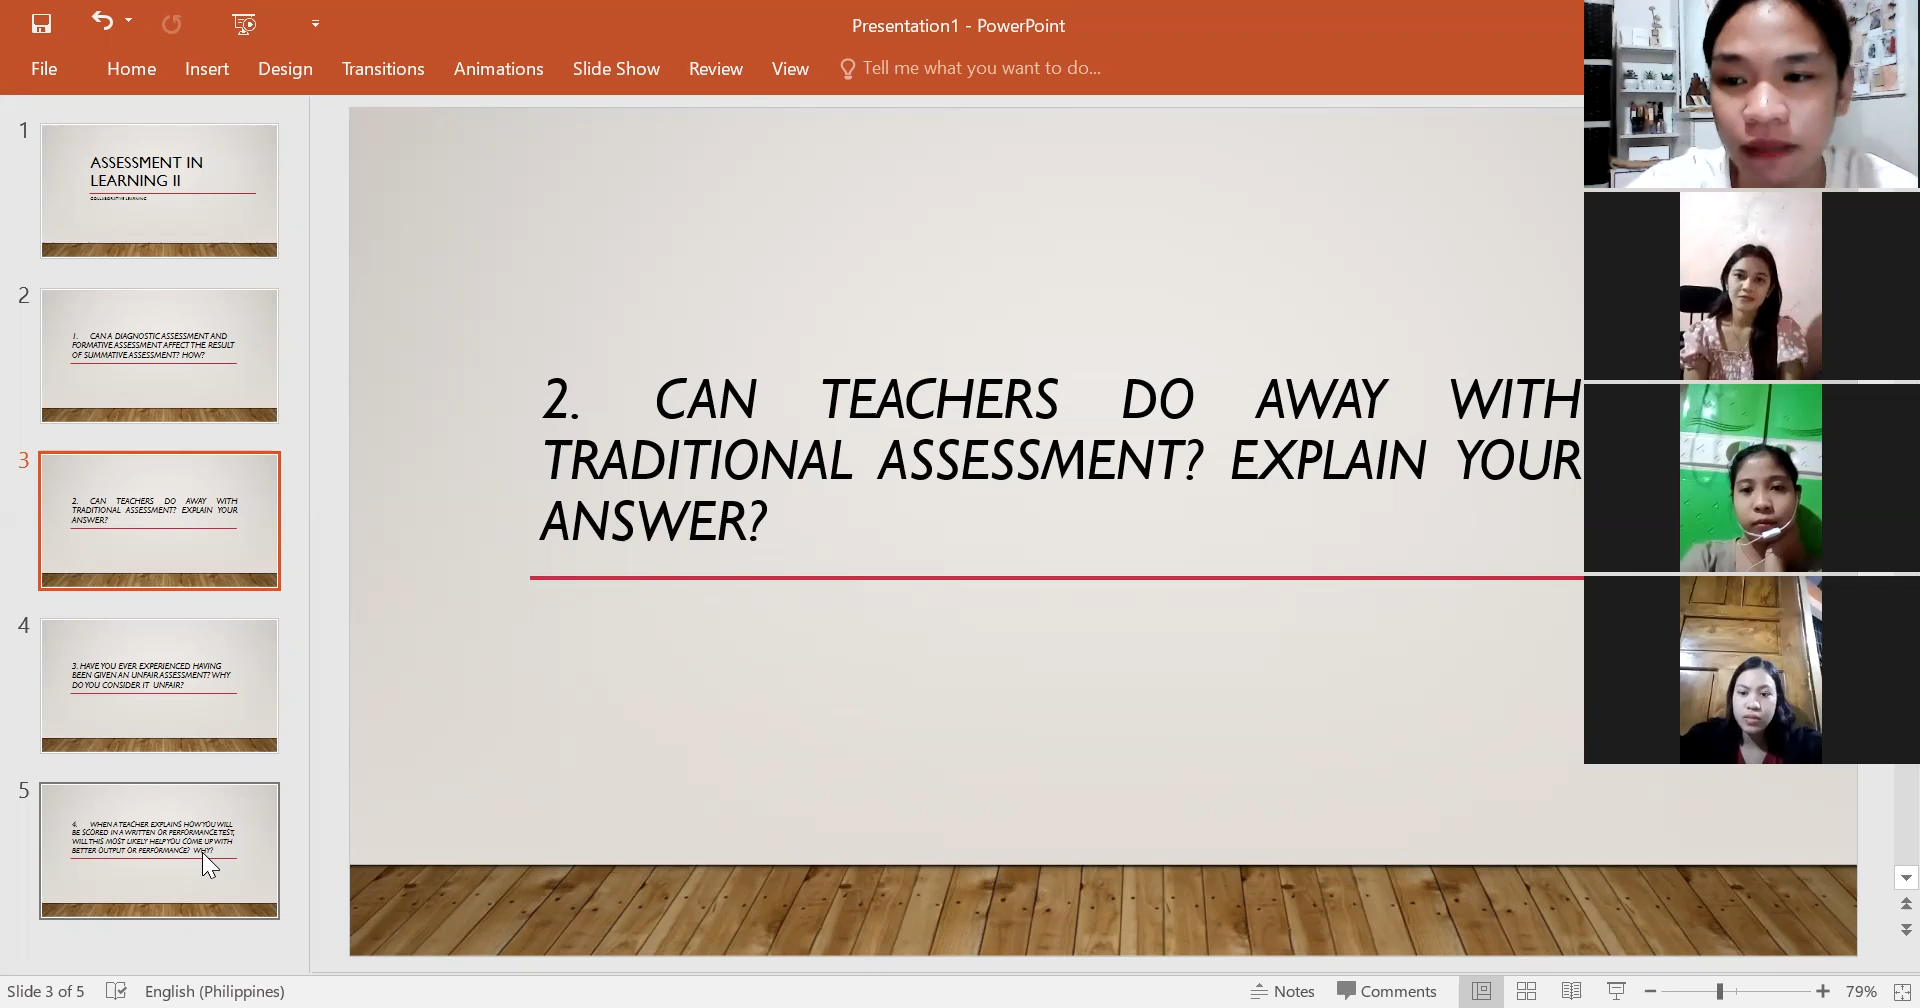 Presentation1 - PowerPoint
File Home Insert Design Transitions Animations Slide Show Review View Tell me what you want to do...
1
ASSESSMENT IN
LEARNING II
COLLABORATIVE LEARNING
2
1. CAN A DIAGNOSTIC ASSESSMENT AND
FORMATIVE ASSESSMENT AFFECT THE RESULT
OF SUMMATIVE ASSESSMENT? HOW?
3
2. CAN TEACHERS DO AWAY WITH
TRADITIONAL ASSESSMENT? EXPLAIN YOUR
ANSWER?
4
3. HAVE YOU EVER EXPERIENCED HAVING
BEEN GIVEN AN UNFAIR ASSESSMENT? WHY
DO YOU CONSIDER IT UNFAIR?
5
4. WHEN A TEACHER EXPLAINS HOW YOU WILL
BE SCORED IN A WRITTEN OR PERFORMANCE TEST,
WILL THIS MOST LIKELY HELP YOU COME UP WITH
BETTER OUTPUT OR PERFORMANCE? WHY?
2. CAN TEACHERS DO AWAY WITH
TRADITIONAL ASSESSMENT? EXPLAIN YOUR
ANSWER?
Slide 3 of 5 English (Philippines) Notes Comments 79%